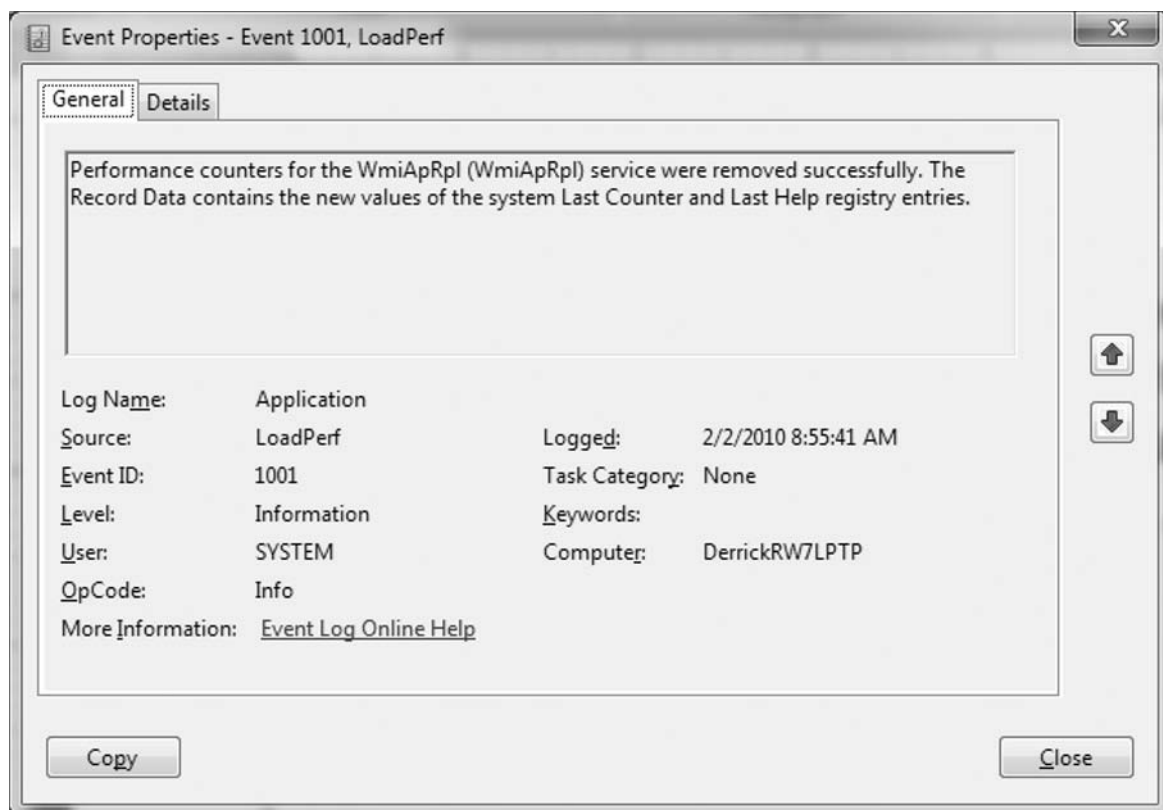 Event Properties - Event 1001, LoadPerf
General Details
Performance counters for the WmiApRpl (WmiApRpl) service were removed successfully. The
Record Data contains the new values of the system Last Counter and Last Help registry entries.
Log Name: Application
Source: LoadPerf Logged: 2/2/2010 8:55:41 AM
Event ID: 1001 Task Category: None
Level: Information Keywords:
User: SYSTEM Computer: DerrickRW7LPTP
OpCode: Info
More Information: Event Log Online Help
Copy Close